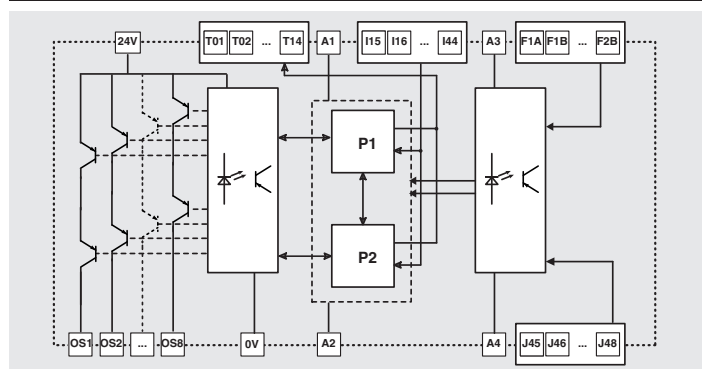 24V T01 T02 ... T14 A1 I15 I16 ... I44 A3 F1A F1B ... F2B
P1
P2
OS1 OS2 ... OS8 0V A2 A4 J45 J46 ... J48